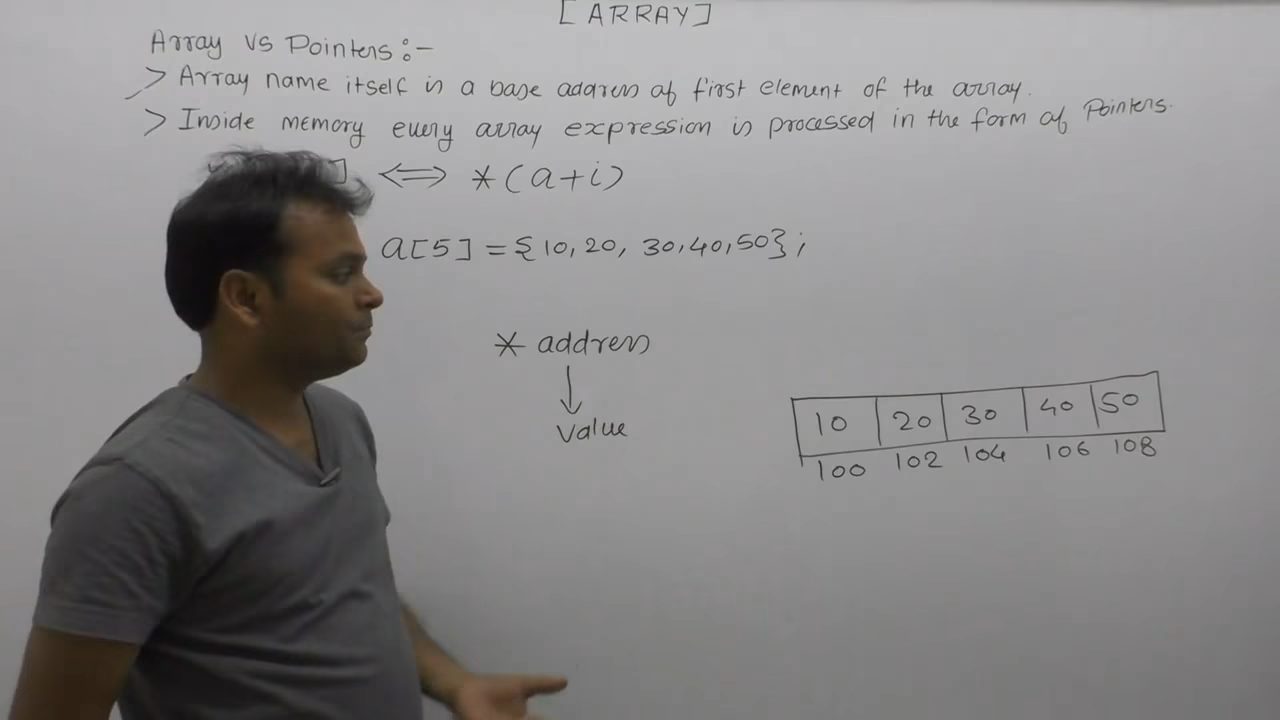 [ARRAY]
Array Vs Pointers :-
> Array name itself is a base address of first element of the array.
> Inside memory every array expression is processed in the form of Pointers.
] ⟺ *(a+i)
a[5] = {10, 20, 30, 40, 50};
* address
↓
Value
10 20 30 40 50
100 102 104 106 108